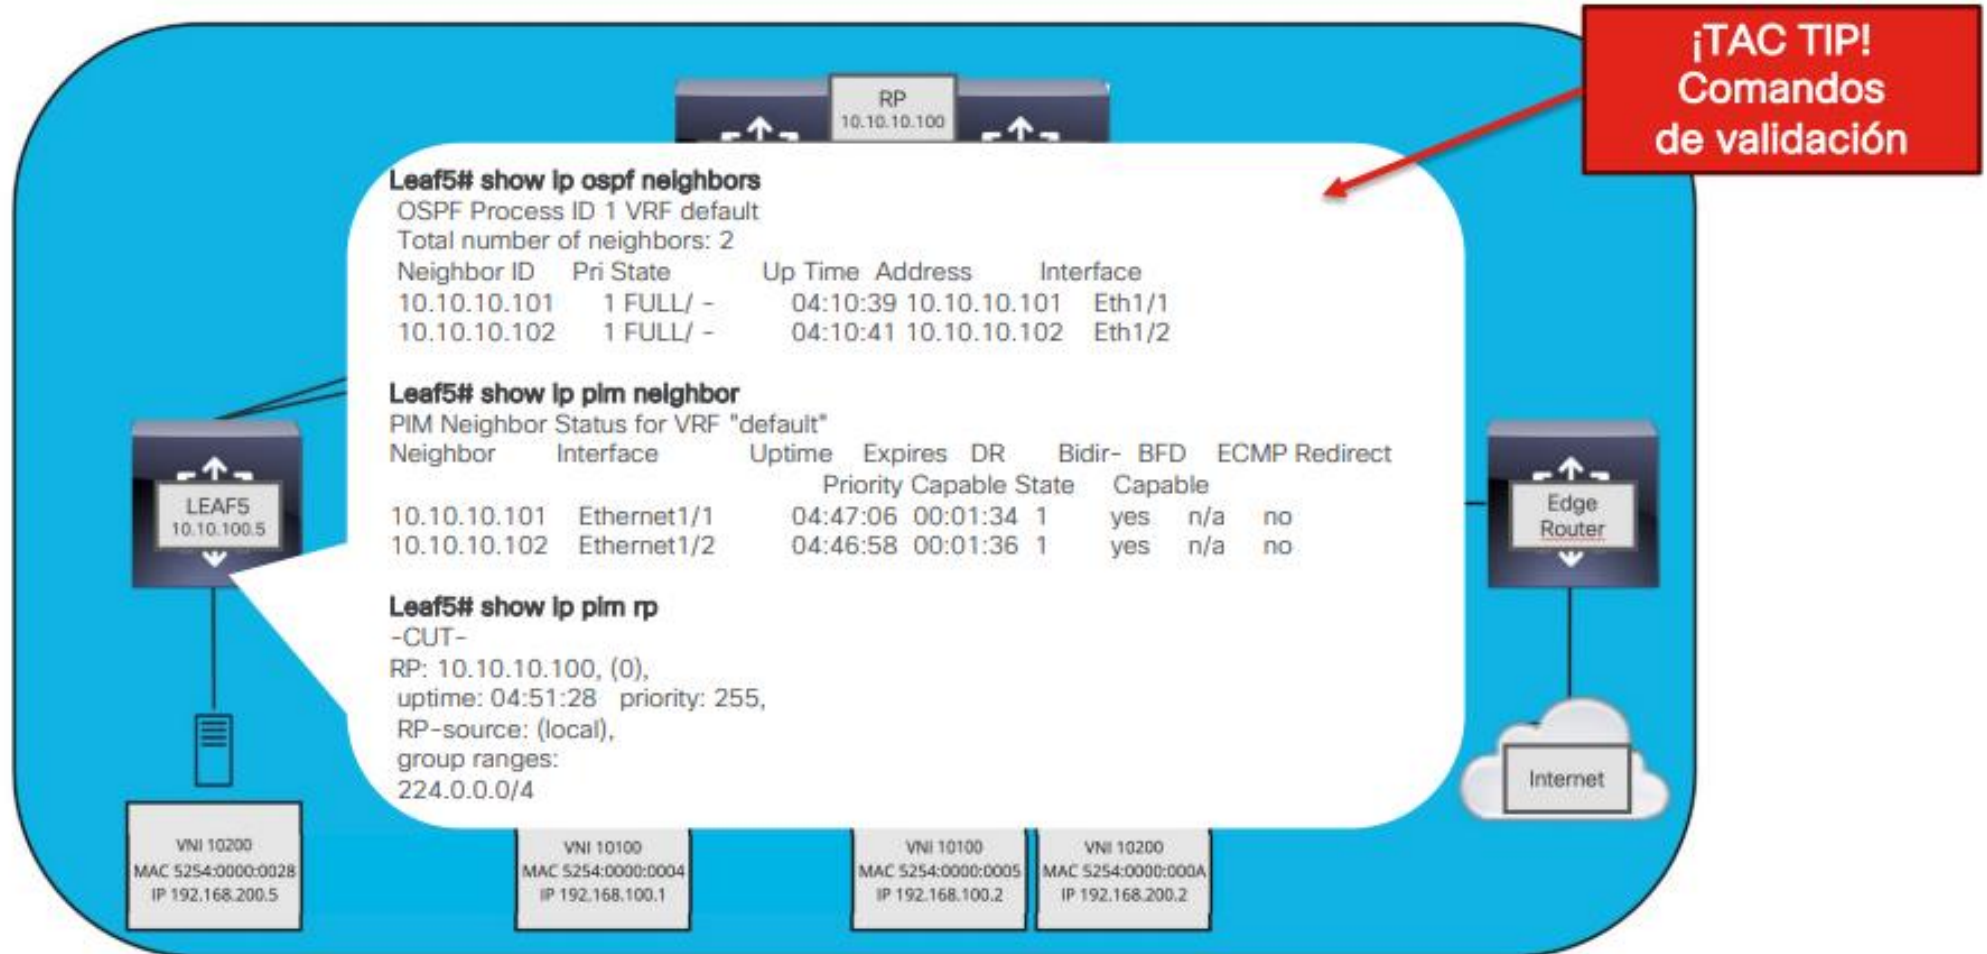 ¡TAC TIP!
Comandos
de validación
RP
10.10.10.100
Leaf5# show ip ospf neighbors
OSPF Process ID 1 VRF default
Total number of neighbors: 2
Neighbor ID Pri State Up Time Address Interface
10.10.10.101 1 FULL/ - 04:10:39 10.10.10.101 Eth1/1
10.10.10.102 1 FULL/ - 04:10:41 10.10.10.102 Eth1/2
Leaf5# show ip pim neighbor
PIM Neighbor Status for VRF "default"
Neighbor Interface Uptime Expires DR Bidir- BFD ECMP Redirect
Priority Capable State Capable
10.10.10.101 Ethernet1/1 04:47:06 00:01:34 1 yes n/a no
10.10.10.102 Ethernet1/2 04:46:58 00:01:36 1 yes n/a no
Leaf5# show ip pim rp
-CUT-
RP: 10.10.10.100, (0),
uptime: 04:51:28 priority: 255,
RP-source: (local),
group ranges:
224.0.0.0/4
LEAF5
10.10.100.5
Edge
Router
Internet
VNI 10200
MAC 5254:0000:0028
IP 192.168.200.5
VNI 10100
MAC 5254:0000:0004
IP 192.168.100.1
VNI 10100
MAC 5254:0000:0005
IP 192.168.100.2
VNI 10200
MAC 5254:0000:000A
IP 192.168.200.2